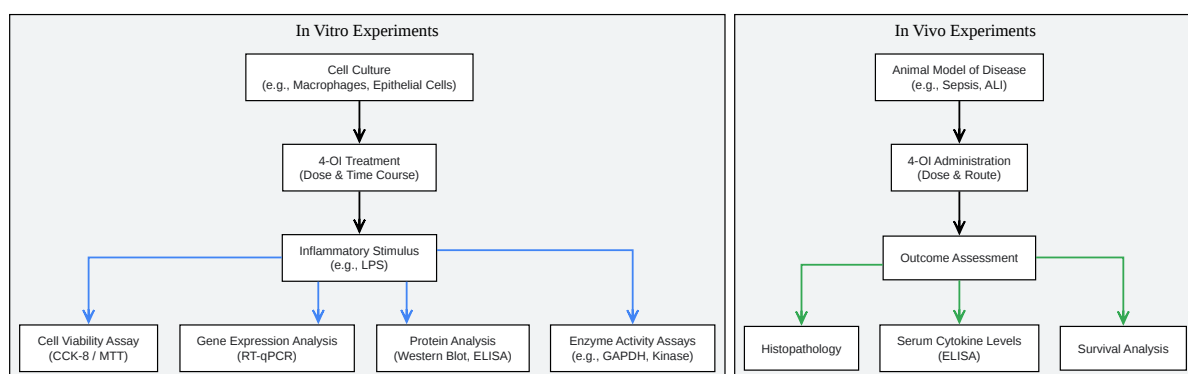 In Vitro Experiments
Cell Culture
(e.g., Macrophages, Epithelial Cells)
4-OI Treatment
(Dose & Time Course)
Inflammatory Stimulus
(e.g., LPS)
Cell Viability Assay
(CCK-8 / MTT)
Gene Expression Analysis
(RT-qPCR)
Protein Analysis
(Western Blot, ELISA)
Enzyme Activity Assays
(e.g., GAPDH, Kinase)
In Vivo Experiments
Animal Model of Disease
(e.g., Sepsis, ALI)
4-OI Administration
(Dose & Route)
Outcome Assessment
Histopathology
Serum Cytokine Levels
(ELISA)
Survival Analysis